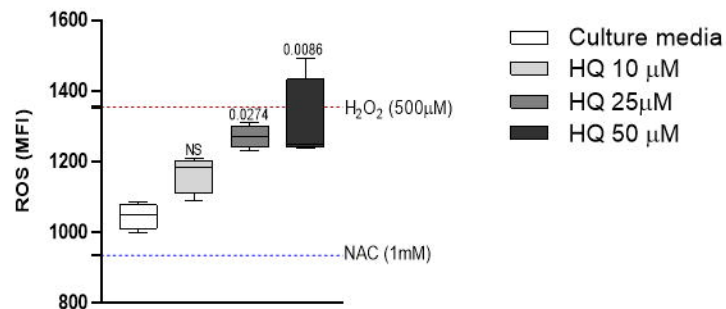 1600
1400
1200
1000
800
ROS (MFI)
0.0086
0.0274
NS
H₂O₂ (500μM)
NAC (1mM)
Culture media
HQ 10 μM
HQ 25μM
HQ 50 μM